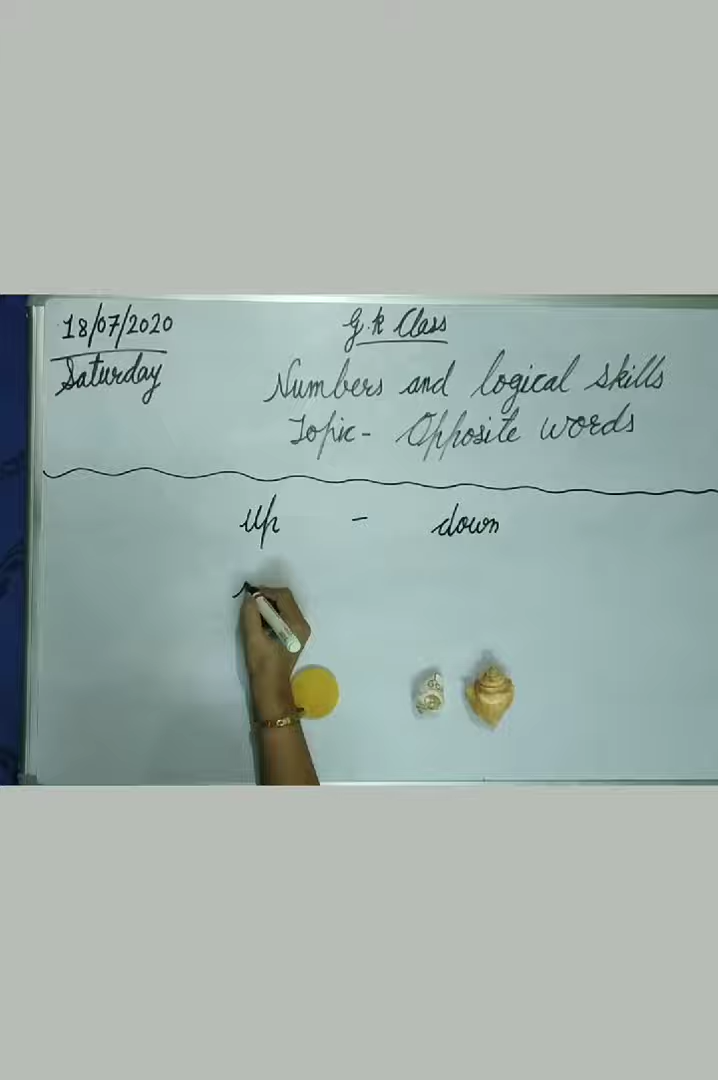 18/07/2020
Saturday
G.K Class
Numbers and logical skills
Topic - Opposite words
up - down